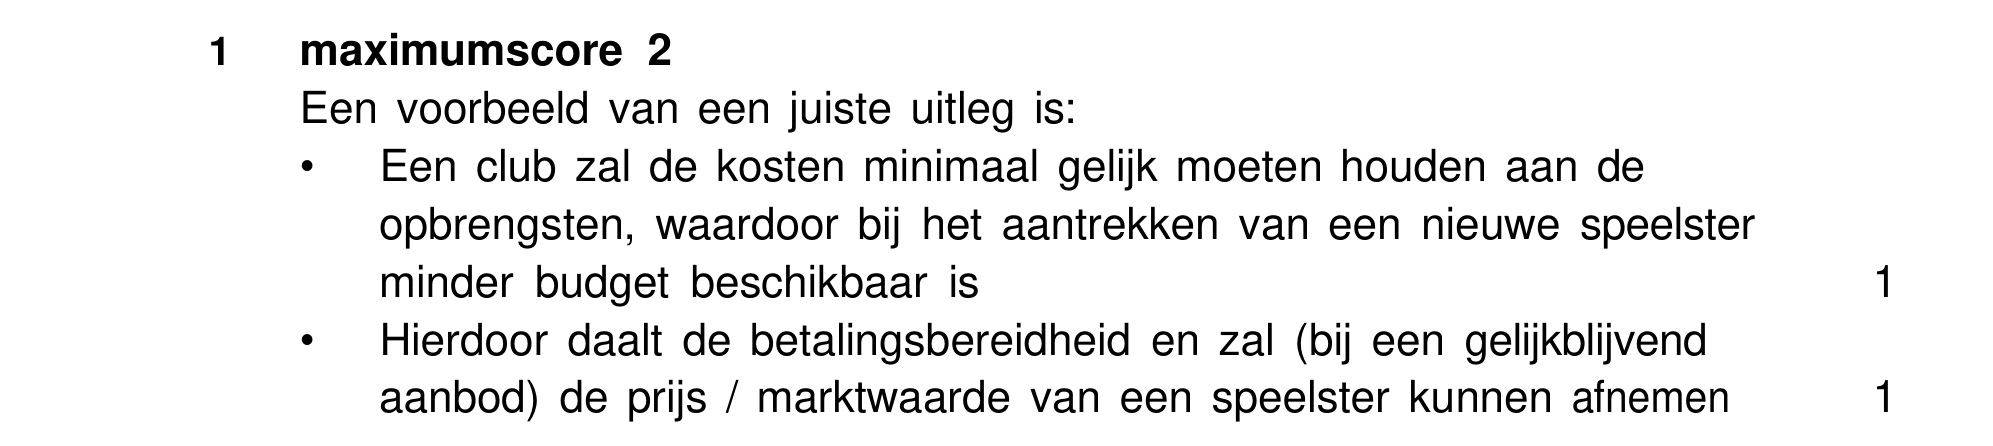 1 maximumscore 2
Een voorbeeld van een juiste uitleg is:
• Een club zal de kosten minimaal gelijk moeten houden aan de
opbrengsten, waardoor bij het aantrekken van een nieuwe speelster
minder budget beschikbaar is 1
• Hierdoor daalt de betalingsbereidheid en zal (bij een gelijkblijvend
aanbod) de prijs / marktwaarde van een speelster kunnen afnemen 1